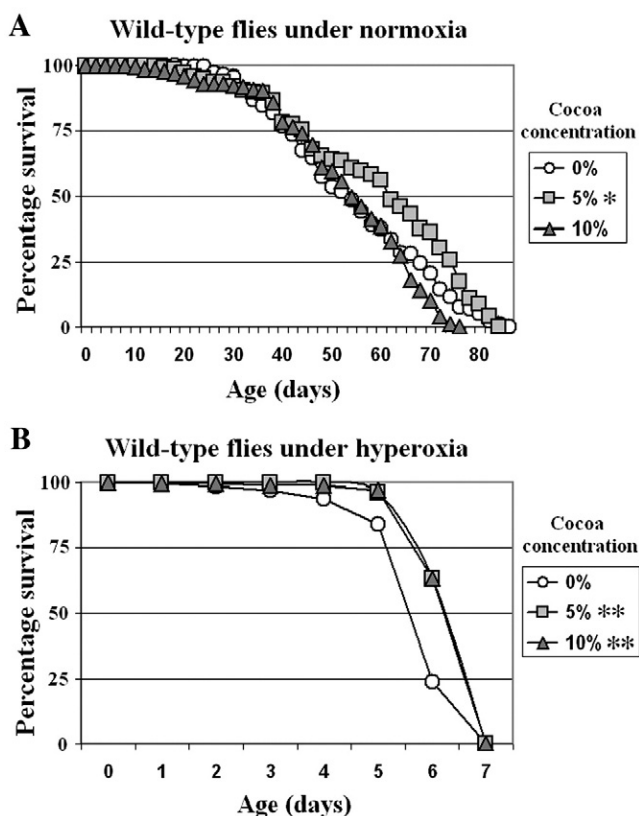 A
Wild-type flies under normoxia
Percentage survival
100
75
50
25
0
0 10 20 30 40 50 60 70 80
Age (days)
Cocoa
concentration
0%
5% *
10%
B
Wild-type flies under hyperoxia
Percentage survival
100
75
50
25
0
0 1 2 3 4 5 6 7
Age (days)
Cocoa
concentration
0%
5% **
10% **